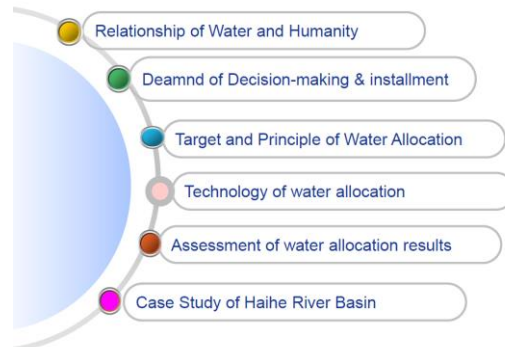 Relationship of Water and Humanity
Deamnd of Decision-making & installment
Target and Principle of Water Allocation
Technology of water allocation
Assessment of water allocation results
Case Study of Haihe River Basin